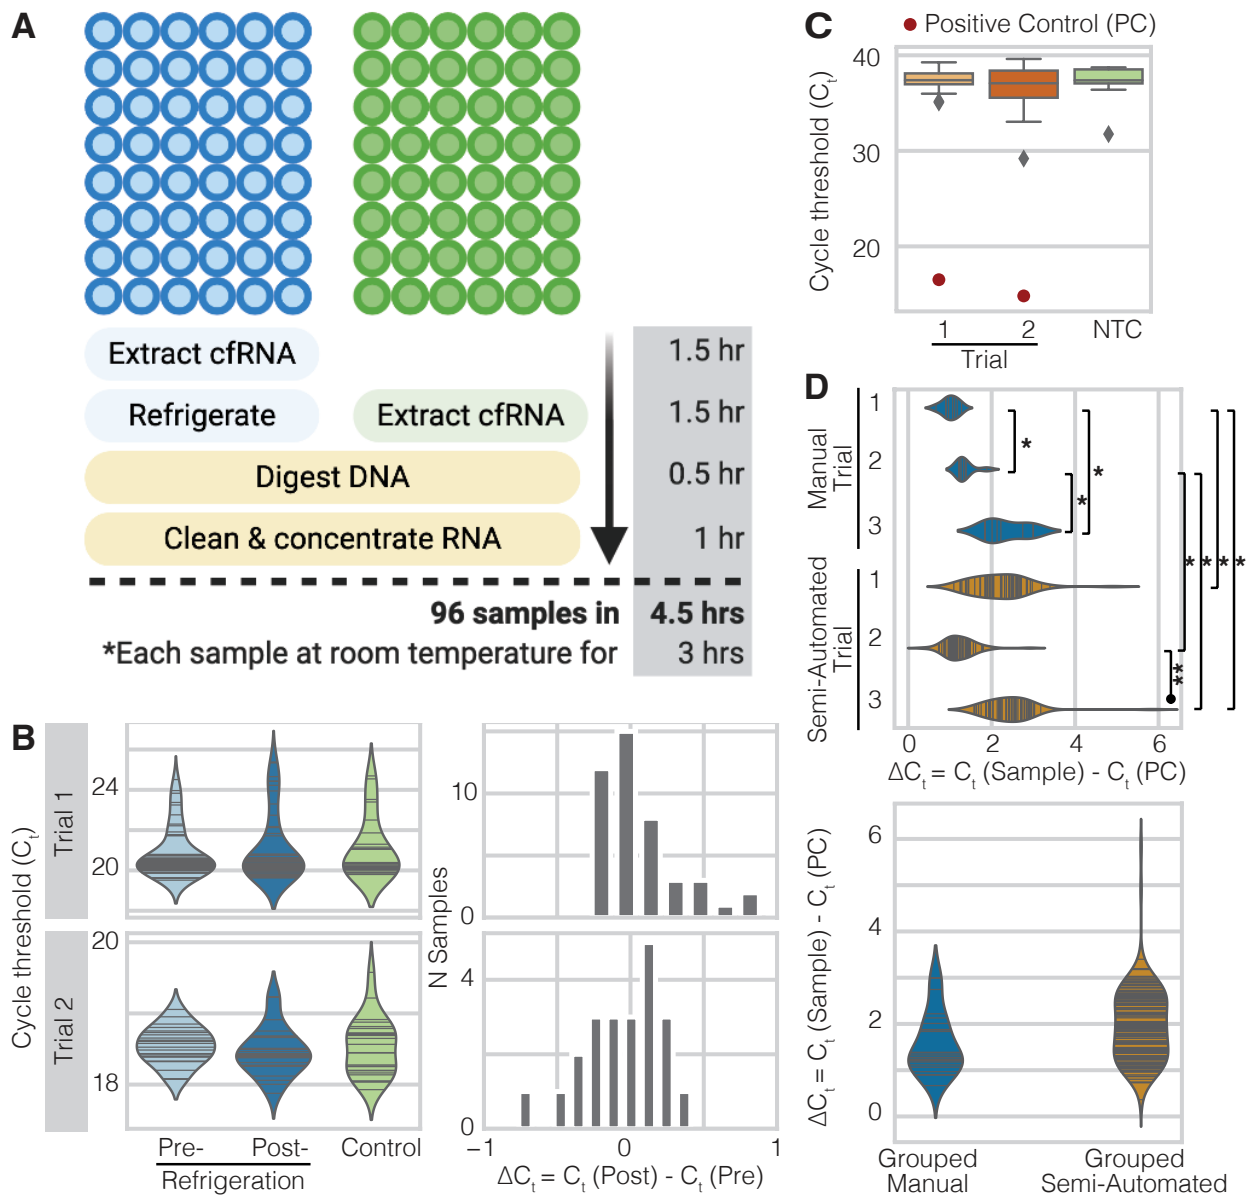 A
Extract cfRNA
1.5 hr
Refrigerate
Extract cfRNA
1.5 hr
Digest DNA
0.5 hr
Clean & concentrate RNA
1 hr
96 samples in 4.5 hrs
*Each sample at room temperature for 3 hrs
B
Cycle threshold (Ct)
Trial 1
24
20
Trial 2
20
18
Pre-
Post-
Control
Refrigeration
N Samples
10
0
4
0
−1
0
1
ΔCt = Ct (Post) - Ct (Pre)
C
Positive Control (PC)
Cycle threshold (Ct)
40
30
20
1
2
NTC
Trial
D
Manual
Trial
1
2
3
Semi-Automated
Trial
1
2
3
*
*
*
*
*
*
*
**
0
2
4
6
ΔCt = Ct (Sample) - Ct (PC)
ΔCt = Ct (Sample) - Ct (PC)
6
4
2
0
Grouped
Manual
Grouped
Semi-Automated